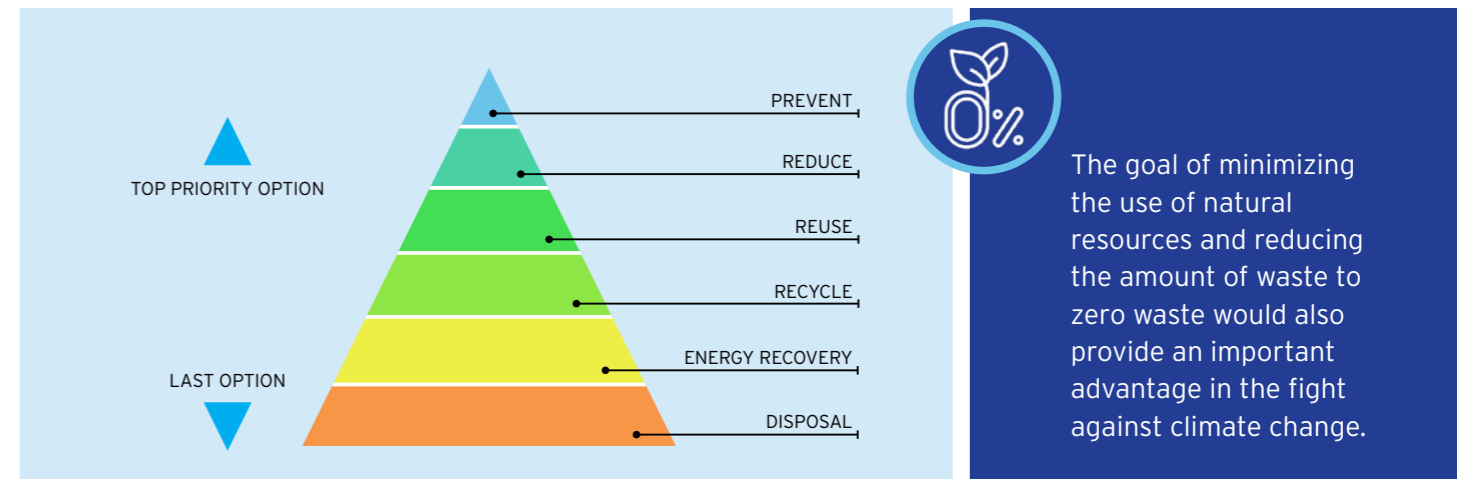 PREVENT
REDUCE
REUSE
RECYCLE
ENERGY RECOVERY
DISPOSAL
TOP PRIORITY OPTION
LAST OPTION
0%
The goal of minimizing
the use of natural
resources and reducing
the amount of waste to
zero waste would also
provide an important
advantage in the fight
against climate change.